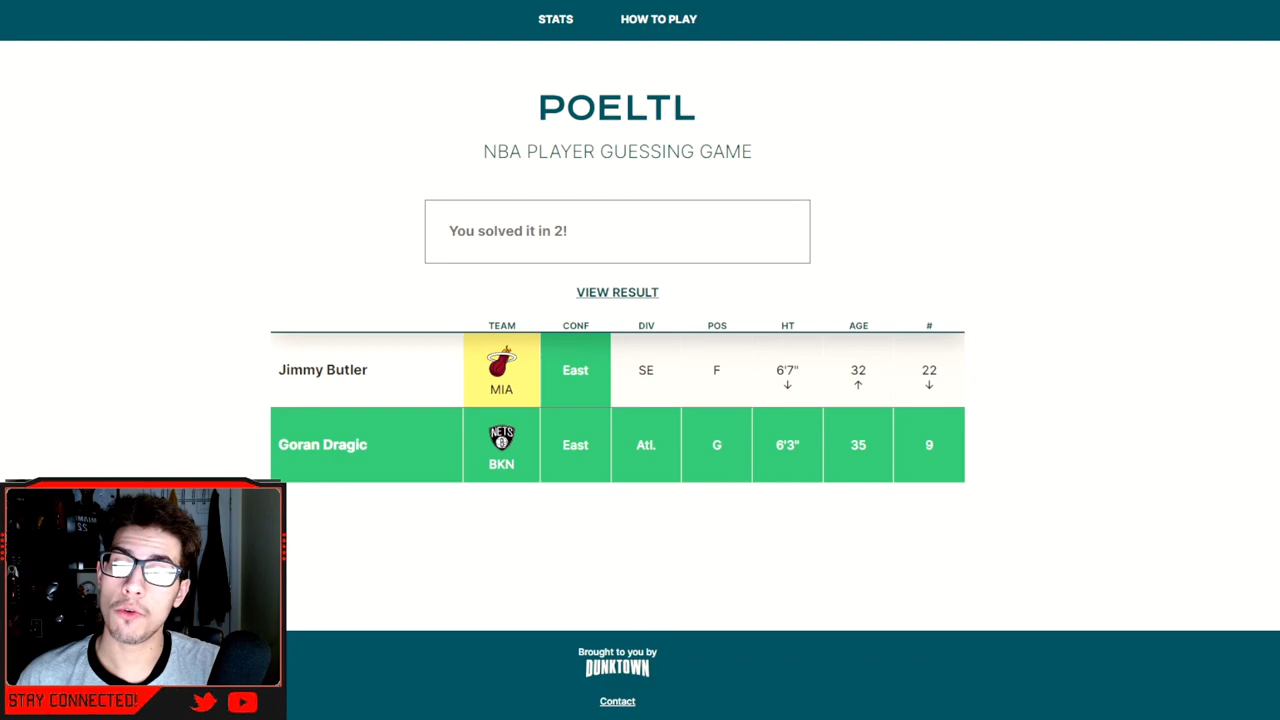 STATS HOW TO PLAY
POELTL
NBA PLAYER GUESSING GAME
You solved it in 2!
VIEW RESULT
TEAM CONF DIV POS HT AGE #
Jimmy Butler MIA East SE F 6'7" ↓ 32 ↑ 22 ↓
Goran Dragic NETS BKN East Atl. G 6'3" 35 9
MIAMI
22
STAY CONNECTED!
Brought to you by
DUNKTOWN
Contact